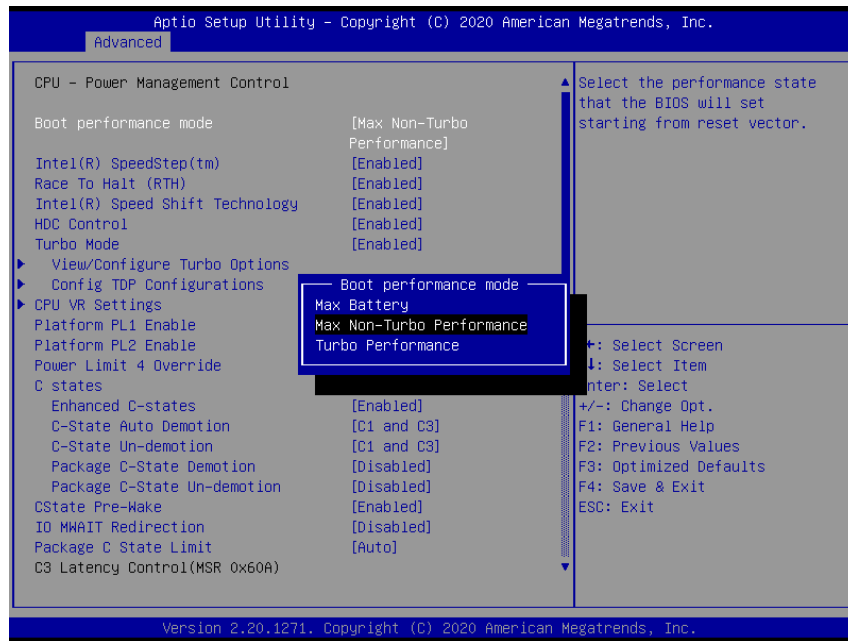 Aptio Setup Utility – Copyright (C) 2020 American Megatrends, Inc.
Advanced
CPU – Power Management Control
Boot performance mode [Max Non-Turbo
Performance]
Intel(R) SpeedStep(tm) [Enabled]
Race To Halt (RTH) [Enabled]
Intel(R) Speed Shift Technology [Enabled]
HDC Control [Enabled]
Turbo Mode [Enabled]
View/Configure Turbo Options
Config TDP Configurations
CPU VR Settings
Platform PL1 Enable
Platform PL2 Enable
Power Limit 4 Override
C states
Enhanced C-states [Enabled]
C-State Auto Demotion [C1 and C3]
C-State Un-demotion [C1 and C3]
Package C-State Demotion [Disabled]
Package C-State Un-demotion [Disabled]
CState Pre-Wake [Enabled]
IO MWAIT Redirection [Disabled]
Package C State Limit [Auto]
C3 Latency Control(MSR 0x60A)
Boot performance mode
Max Battery
Max Non-Turbo Performance
Turbo Performance
Select the performance state
that the BIOS will set
starting from reset vector.
: Select Screen
: Select Item
nter: Select
+/-: Change Opt.
F1: General Help
F2: Previous Values
F3: Optimized Defaults
F4: Save & Exit
ESC: Exit
Version 2.20.1271. Copyright (C) 2020 American Megatrends, Inc.